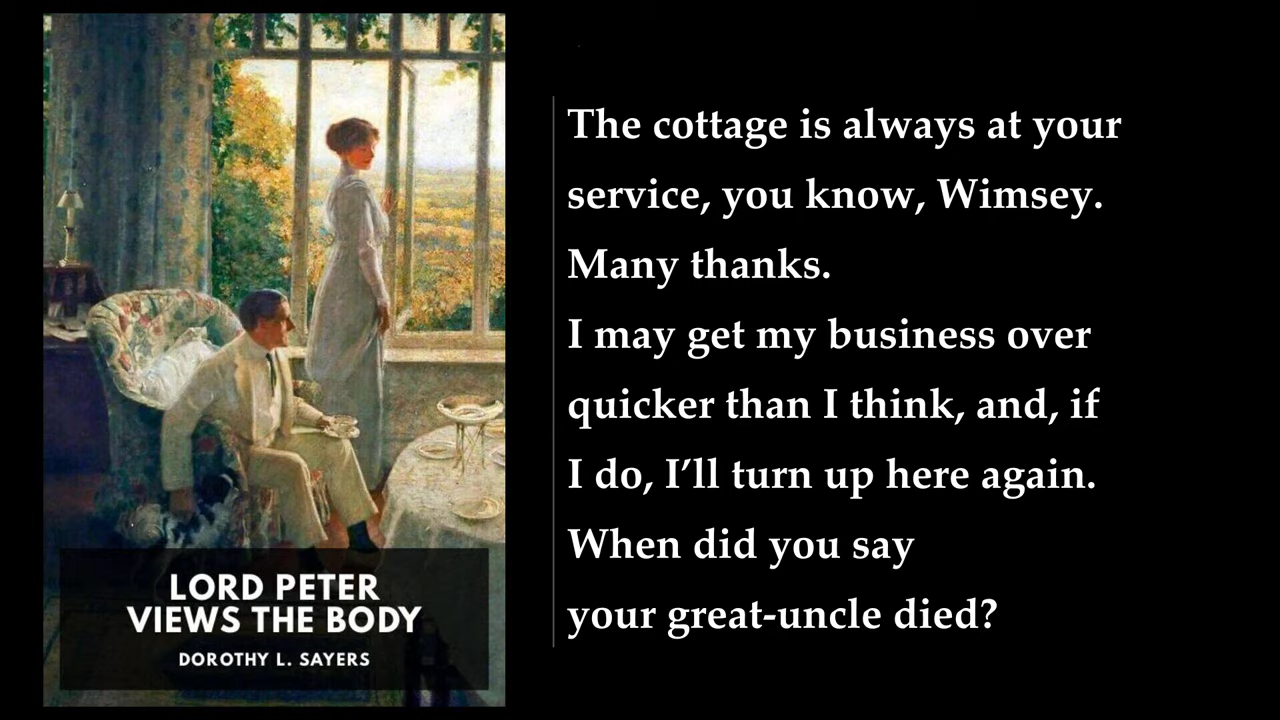 LORD PETER
VIEWS THE BODY
DOROTHY L. SAYERS
The cottage is always at your
service, you know, Wimsey.
Many thanks.
I may get my business over
quicker than I think, and, if
I do, I’ll turn up here again.
When did you say
your great-uncle died?